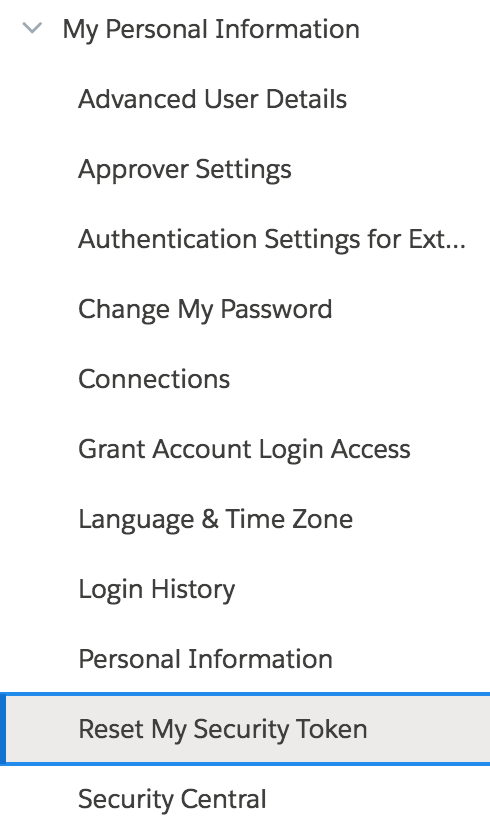 My Personal Information
Advanced User Details
Approver Settings
Authentication Settings for Ext...
Change My Password
Connections
Grant Account Login Access
Language & Time Zone
Login History
Personal Information
Reset My Security Token
Security Central